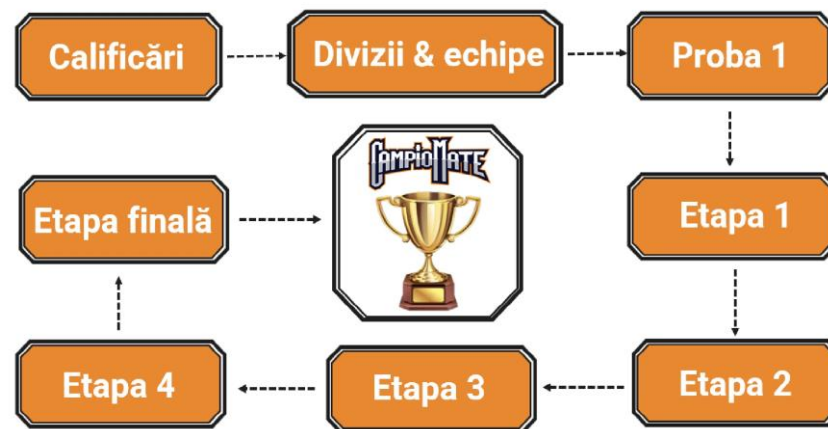 Calificări
Divizii & echipe
Proba 1
Etapa 1
Etapa 2
Etapa 3
Etapa 4
Etapa finală
CAMPIOMATE